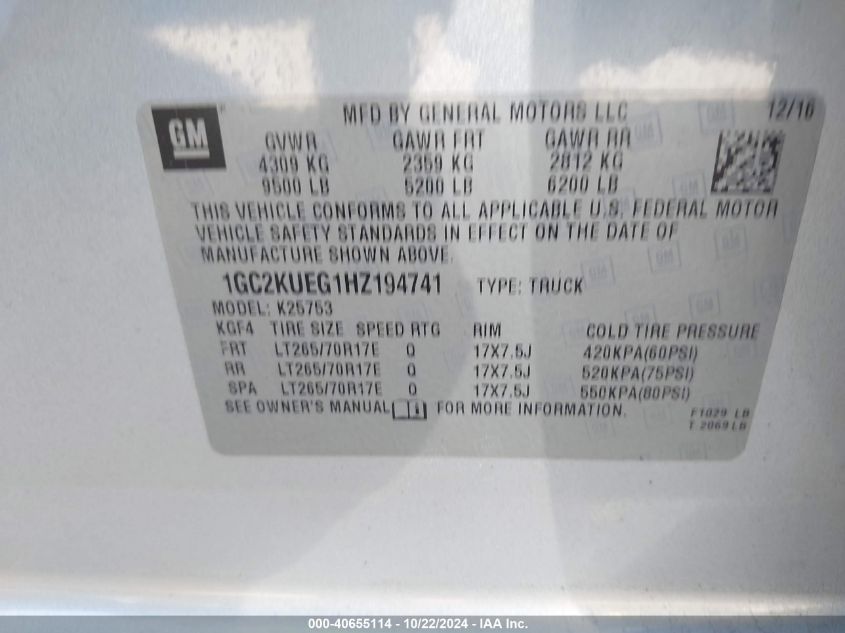 GM
MFD BY GENERAL MOTORS LLC 12/16
GVWR GAWR FRT GAWR RR
4309 KG 2359 KG 2812 KG
9500 LB 5200 LB 6200 LB
THIS VEHICLE CONFORMS TO ALL APPLICABLE U.S. FEDERAL MOTOR
VEHICLE SAFETY STANDARDS IN EFFECT ON THE DATE OF
MANUFACTURE SHOWN ABOVE.
1GC2KUEG1HZ194741 TYPE: TRUCK
MODEL: K25753
KGF4 TIRE SIZE SPEED RTG RIM COLD TIRE PRESSURE
FRT LT265/70R17E Q 17X7.5J 420KPA(60PSI)
RR LT265/70R17E Q 17X7.5J 520KPA(75PSI)
SPA LT265/70R17E Q 17X7.5J 550KPA(80PSI)
SEE OWNER'S MANUAL FOR MORE INFORMATION.
F1029 LB
T 2069 LB
000-40655114 - 10/22/2024 - IAA Inc.